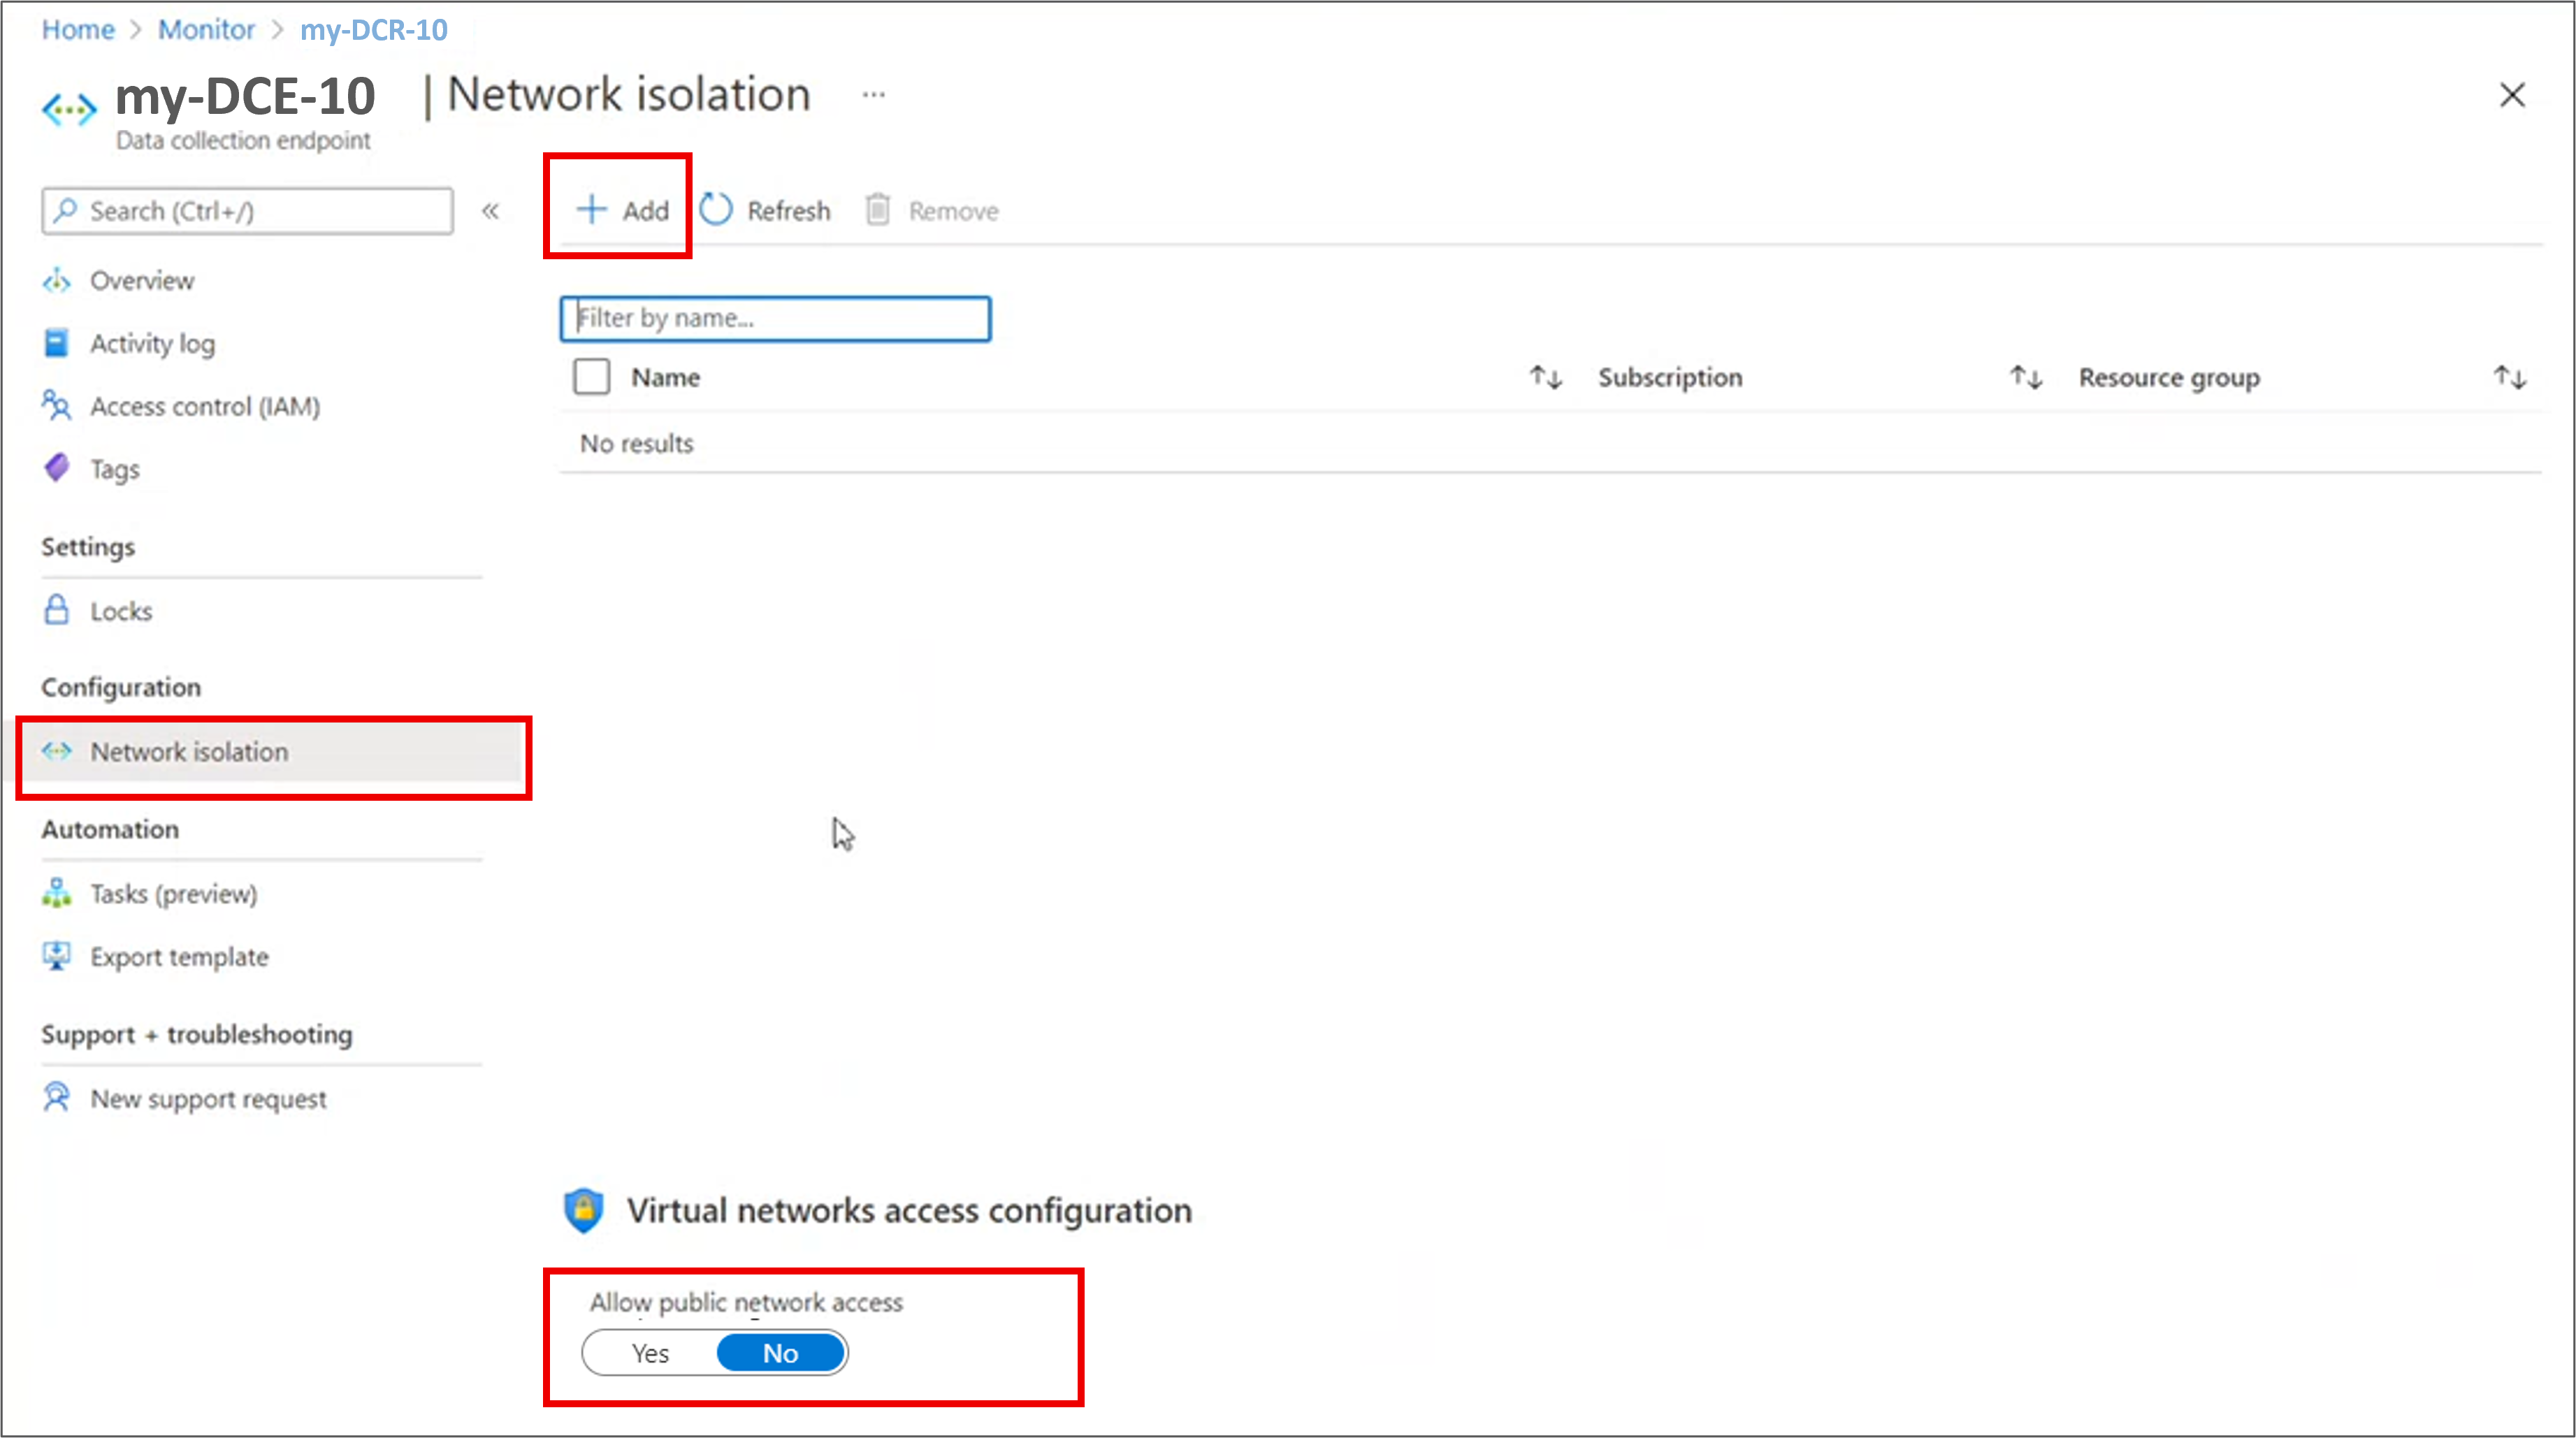 Home > Monitor > my-DCR-10
my-DCE-10 | Network isolation ...
Data collection endpoint
Search (Ctrl+/) «
Add Refresh Remove
Overview
Activity log
Access control (IAM)
Tags
Settings
Locks
Configuration
Network isolation
Automation
Tasks (preview)
Export template
Support + troubleshooting
New support request
Filter by name...
Name Subscription Resource group
No results
Virtual networks access configuration
Allow public network access
Yes No